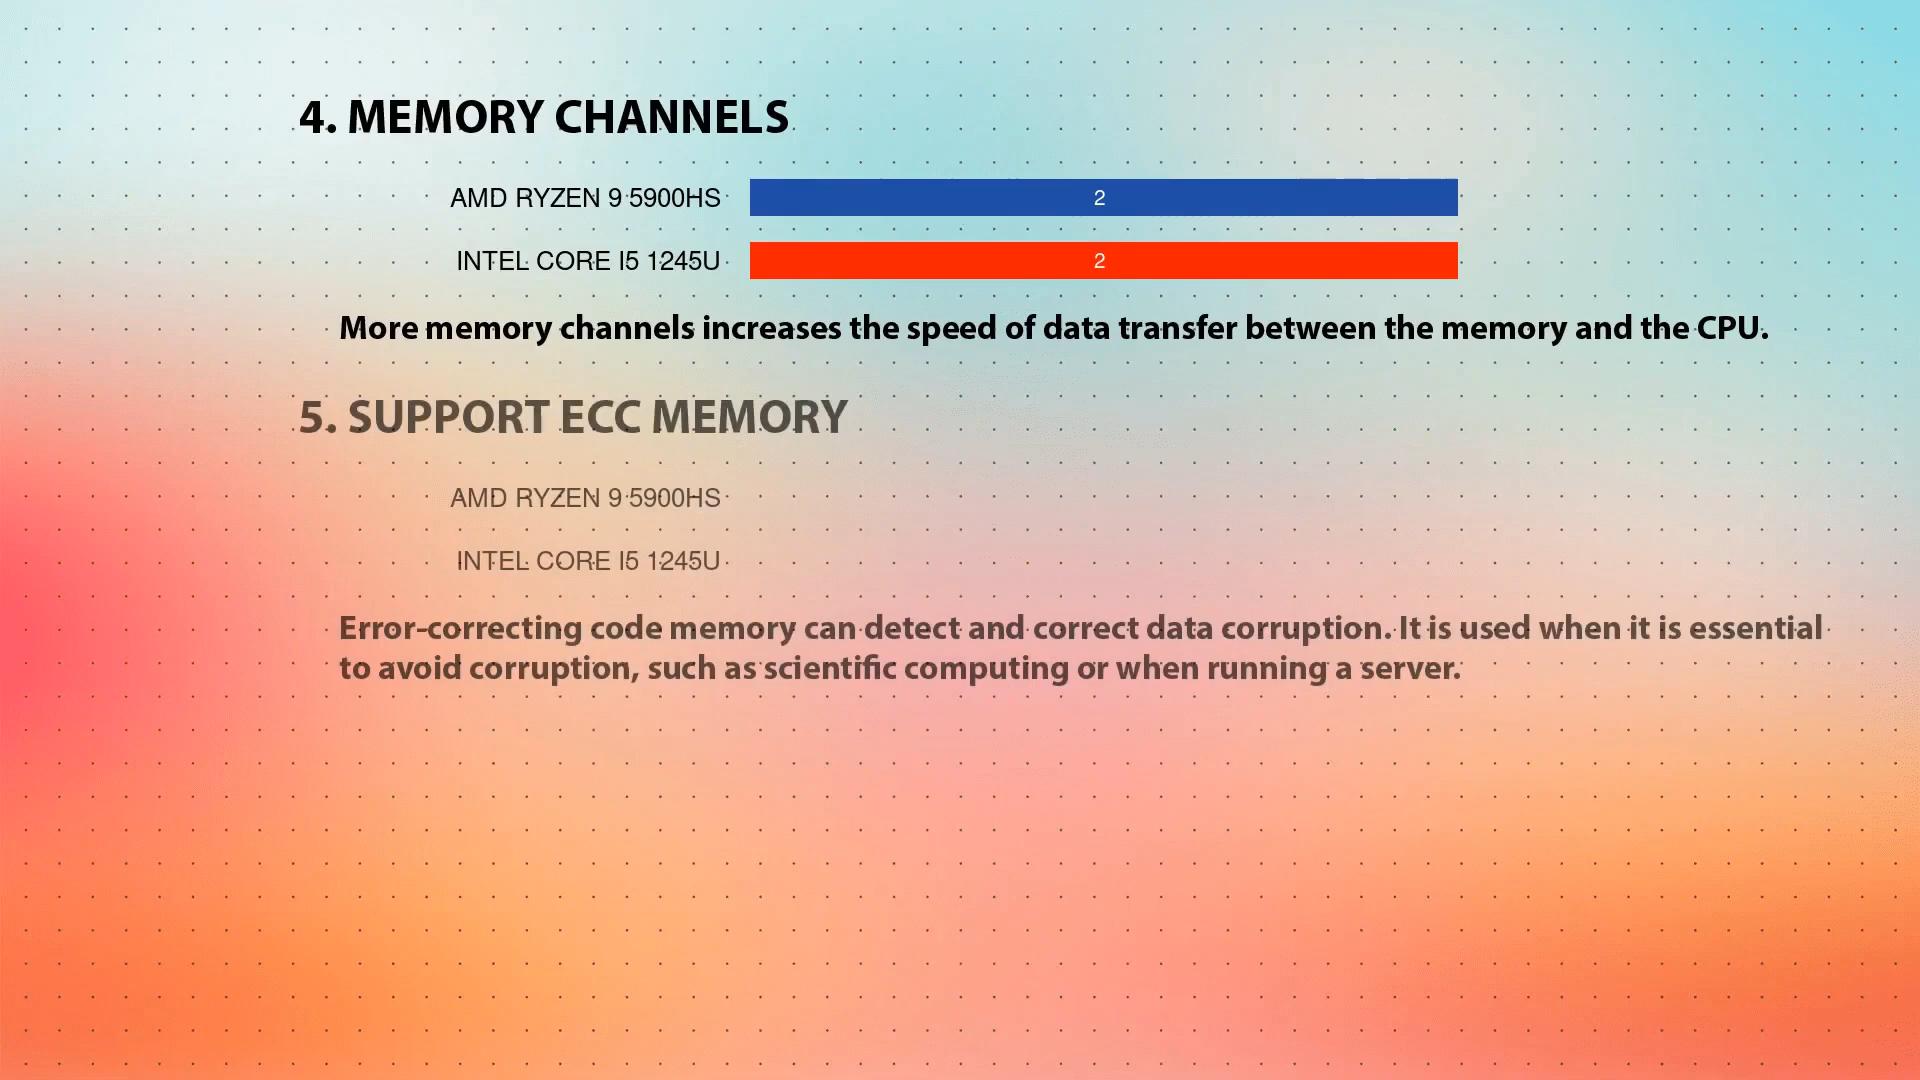 4. MEMORY CHANNELS
AMD RYZEN 9 5900HS
2
INTEL CORE I5 1245U
2
More memory channels increases the speed of data transfer between the memory and the CPU.
5. SUPPORT ECC MEMORY
AMD RYZEN 9 5900HS
INTEL CORE I5 1245U
Error-correcting code memory can detect and correct data corruption. It is used when it is essential
to avoid corruption, such as scientific computing or when running a server.